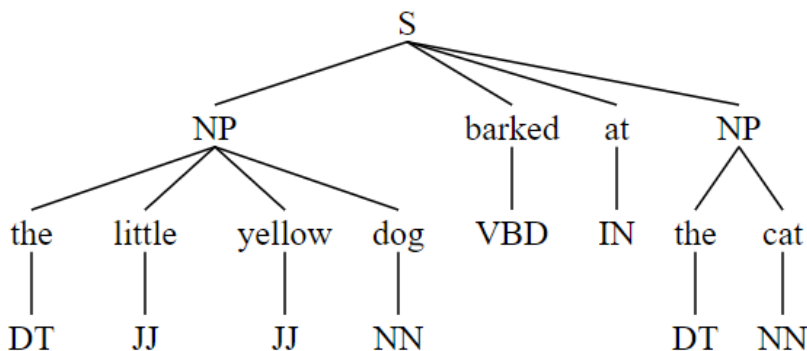 S
NP barked at NP
the little yellow dog VBD IN the cat
DT JJ JJ NN DT NN